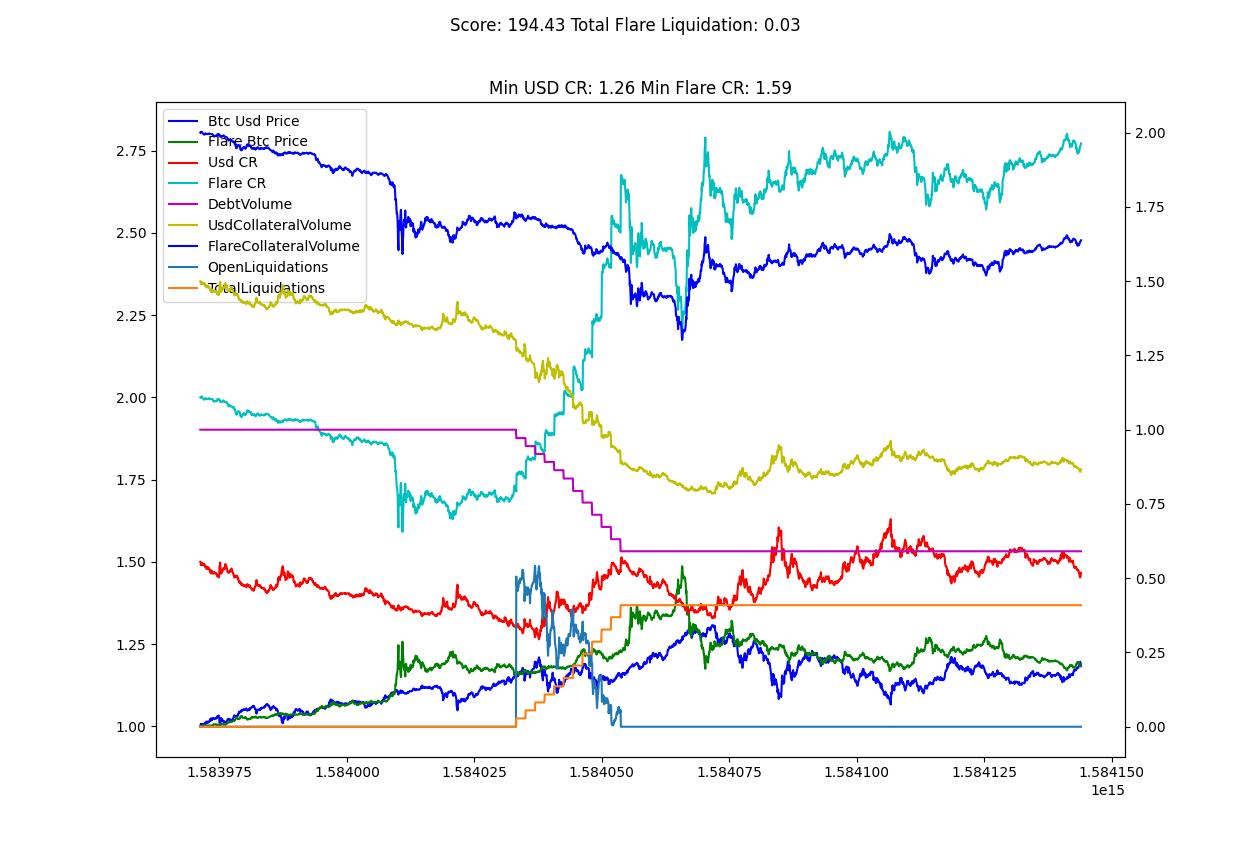 Score: 194.43 Total Flare Liquidation: 0.03
Min USD CR: 1.26 Min Flare CR: 1.59
Btc Usd Price
Flare Btc Price
Usd CR
Flare CR
DebtVolume
UsdCollateralVolume
FlareCollateralVolume
OpenLiquidations
TotalLiquidations
2.75
2.50
2.25
2.00
1.75
1.50
1.25
1.00
2.00
1.75
1.50
1.25
1.00
0.75
0.50
0.25
0.00
1.583975 1.584000 1.584025 1.584050 1.584075 1.584100 1.584125 1.584150
1e15